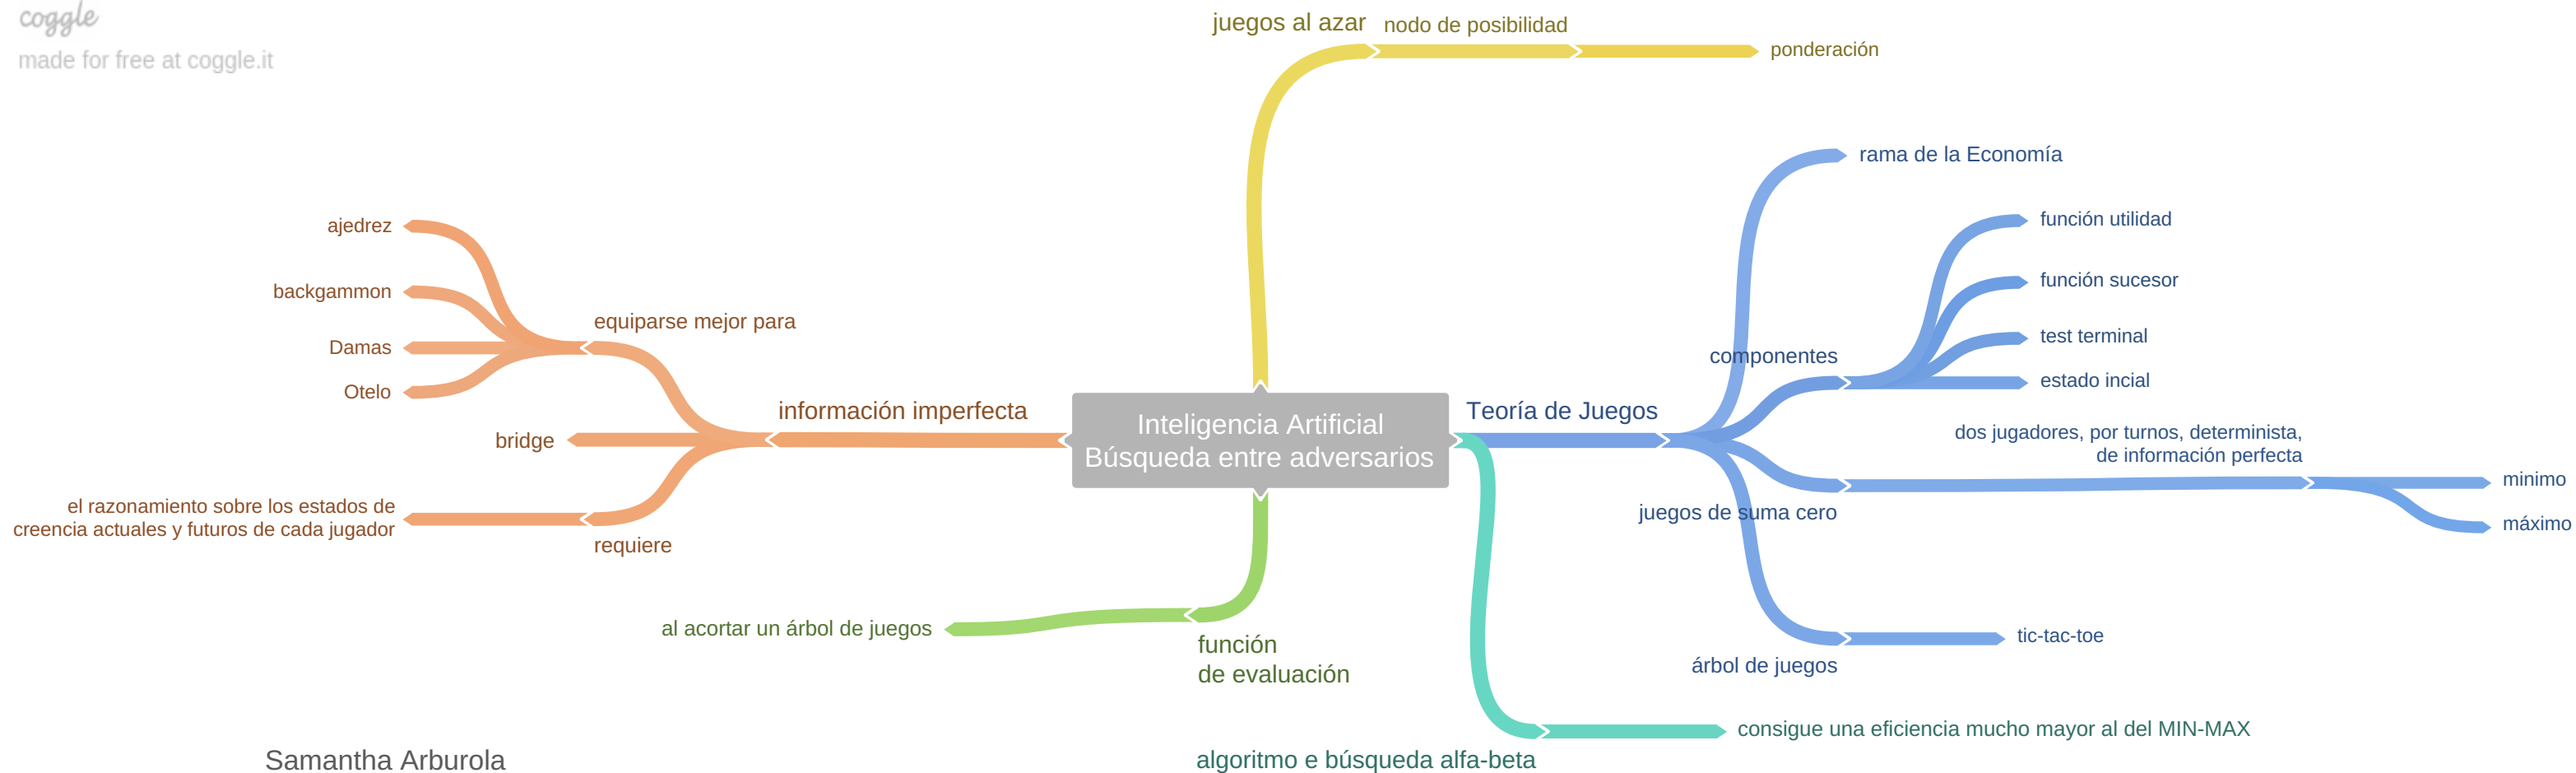 coggle
made for free at coggle.it
juegos al azar
nodo de posibilidad
ponderación
Inteligencia Artificial
Búsqueda entre adversarios
Teoría de Juegos
rama de la Economía
componentes
función utilidad
función sucesor
test terminal
estado incial
juegos de suma cero
dos jugadores, por turnos, determinista,
de información perfecta
minimo
máximo
árbol de juegos
tic-tac-toe
algoritmo e búsqueda alfa-beta
consigue una eficiencia mucho mayor al del MIN-MAX
función
de evaluación
al acortar un árbol de juegos
información imperfecta
equiparse mejor para
ajedrez
backgammon
Damas
Otelo
bridge
requiere
el razonamiento sobre los estados de
creencia actuales y futuros de cada jugador
Samantha Arburola